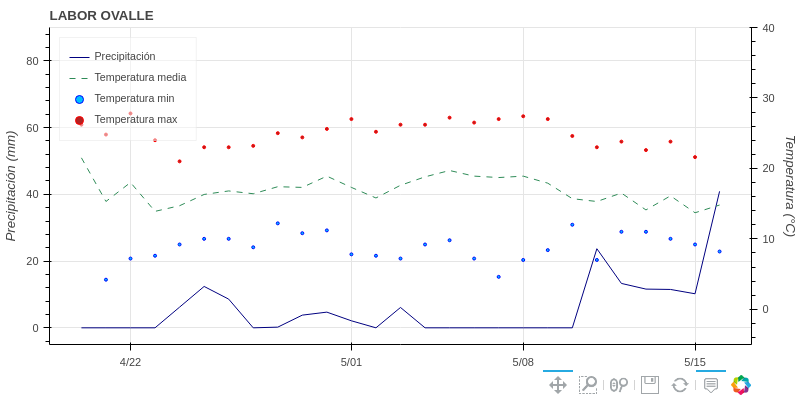 LABOR OVALLE
Precipitación
Temperatura media
Temperatura min
Temperatura max
Precipitación (mm)
80
60
40
20
0
Temperatura (°C)
40
30
20
10
0
4/22
5/01
5/08
5/15